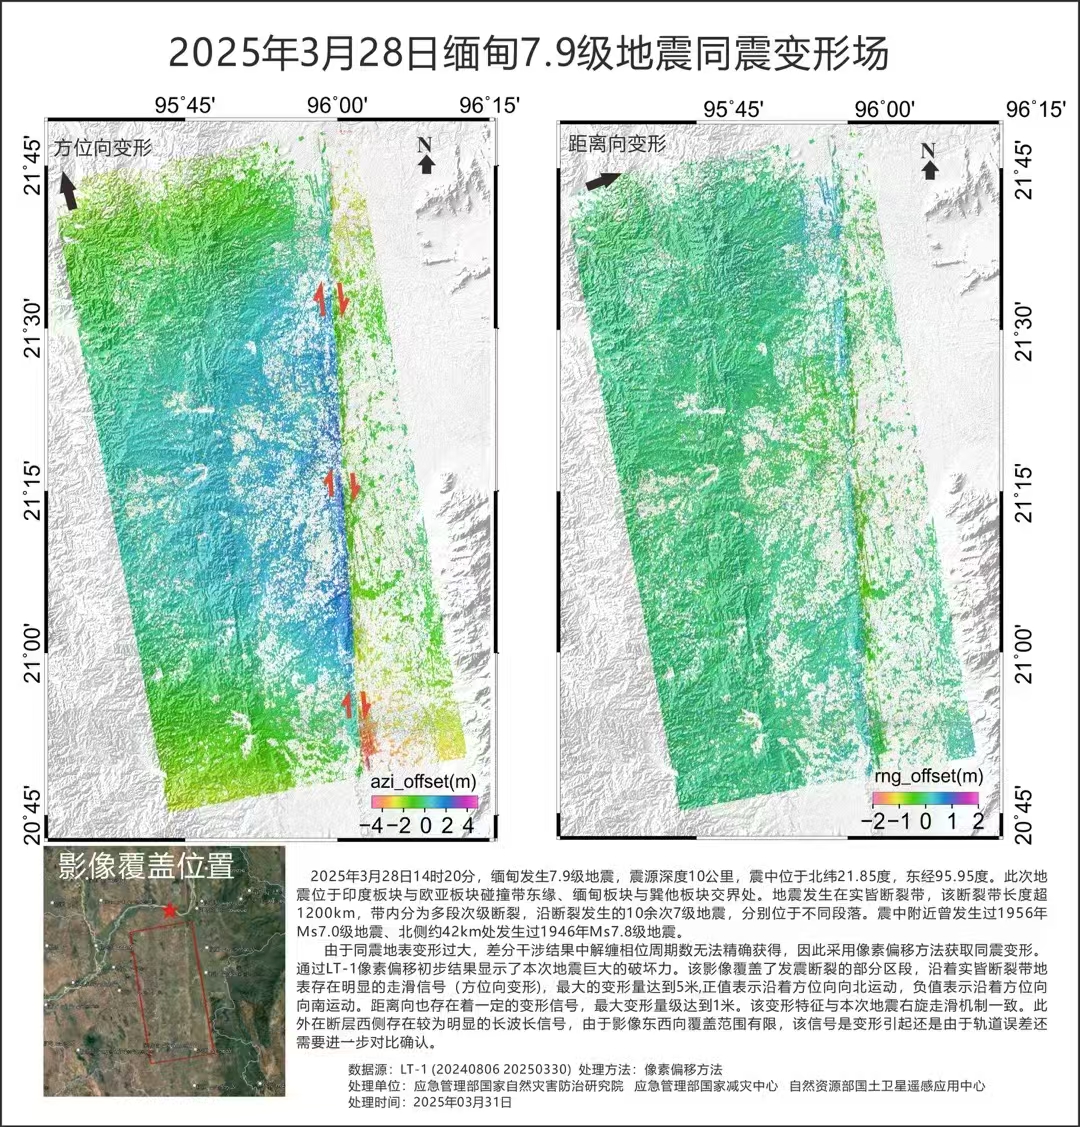 2025年3月28日缅甸7.9级地震同震变形场
95°45' 96°00' 96°15'
95°45' 96°00' 96°15'
方位向变形
N
距离向变形
N
21°45'
21°30'
21°15'
21°00'
20°45'
21°45'
21°30'
21°15'
21°00'
20°45'
azi_offset(m)
−4 −2 0 2 4
rng_offset(m)
−2 −1 0 1 2
影像覆盖位置
2025年3月28日14时20分，缅甸发生7.9级地震，震源深度10公里，震中位于北纬21.85度，东经95.95度。此次地
震位于印度板块与欧亚板块碰撞带东缘、缅甸板块与巽他板块交界处。地震发生在实皆断裂带，该断裂带长度超
1200km，带内分为多段次级断裂，沿断裂发生的10余次7级地震，分别位于不同段落。震中附近曾发生过1956年
Ms7.0级地震、北侧约42km处发生过1946年Ms7.8级地震。
由于同震地表变形过大，差分干涉结果中解缠相位周期数无法精确获得，因此采用像素偏移方法获取同震变形。
通过LT-1像素偏移初步结果显示了本次地震巨大的破坏力。该影像覆盖了发震断裂的部分区段，沿着实皆断裂带地
表存在明显的走滑信号（方位向变形），最大的变形量达到5米,正值表示沿着方位向向北运动，负值表示沿着方位向
向南运动。距离向也存在着一定的变形信号，最大变形量级达到1米。该变形特征与本次地震右旋走滑机制一致。此
外在断层西侧存在较为明显的长波长信号，由于影像东西向覆盖范围有限，该信号是变形引起还是由于轨道误差还
需要进一步对比确认。
数据源：LT-1 (20240806 20250330) 处理方法：像素偏移方法
处理单位：应急管理部国家自然灾害防治研究院 应急管理部国家减灾中心 自然资源部国土卫星遥感应用中心
处理时间：2025年03月31日